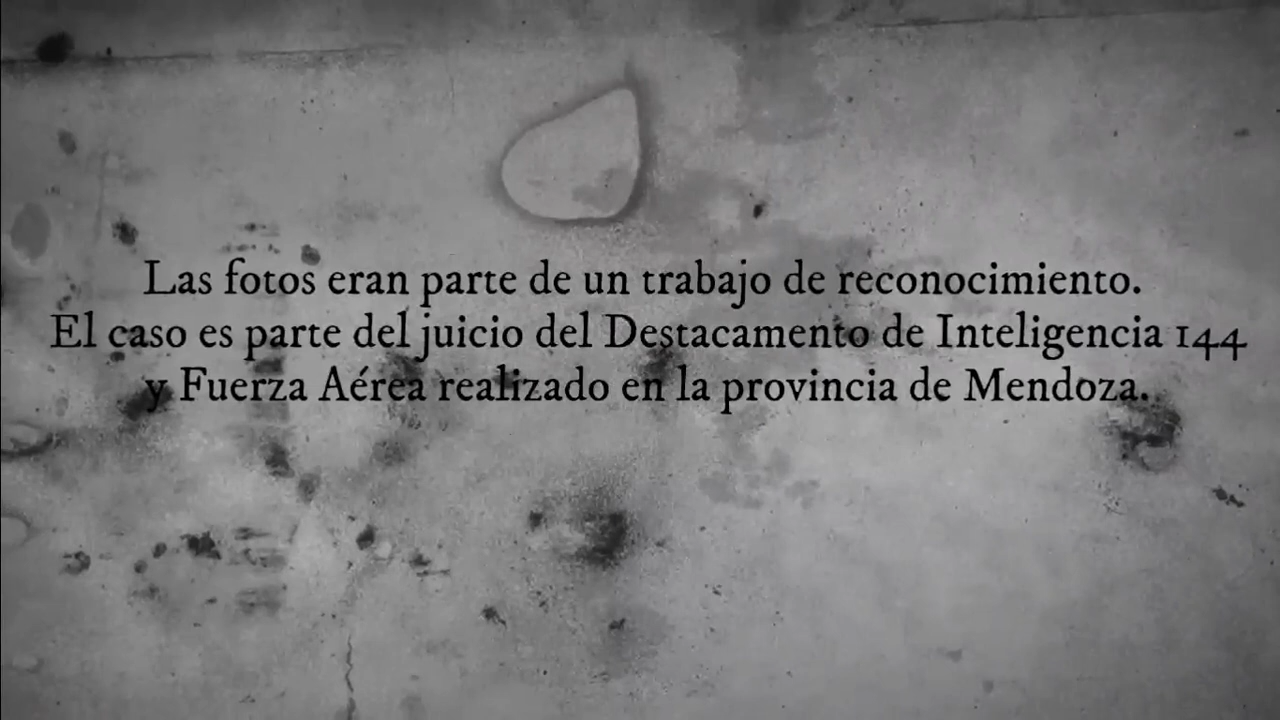 Las fotos eran parte de un trabajo de reconocimiento.
El caso es parte del juicio del Destacamento de Inteligencia 144
y Fuerza Aérea realizado en la provincia de Mendoza.